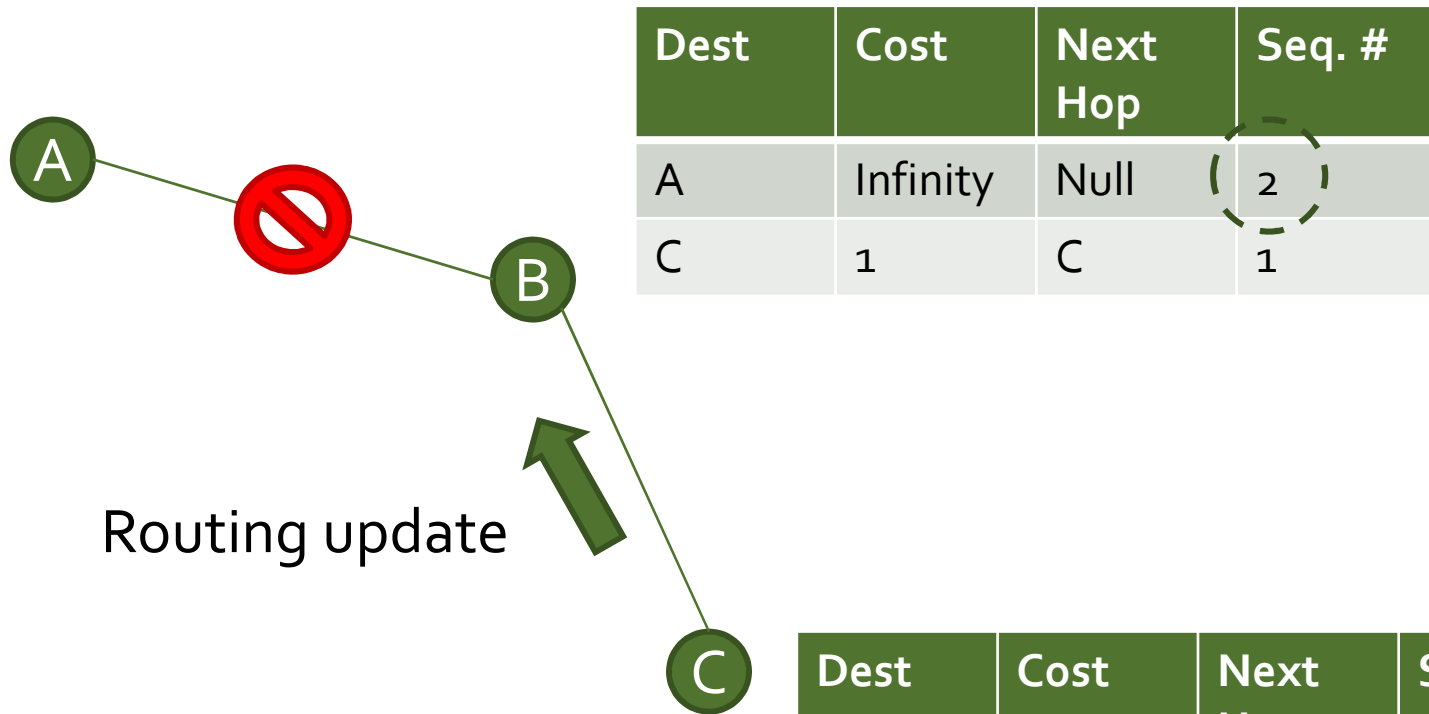 Dest Cost Next Hop Seq. #
A Infinity Null 2
C 1 C 1
A
B
Routing update
C
Dest Cost Next